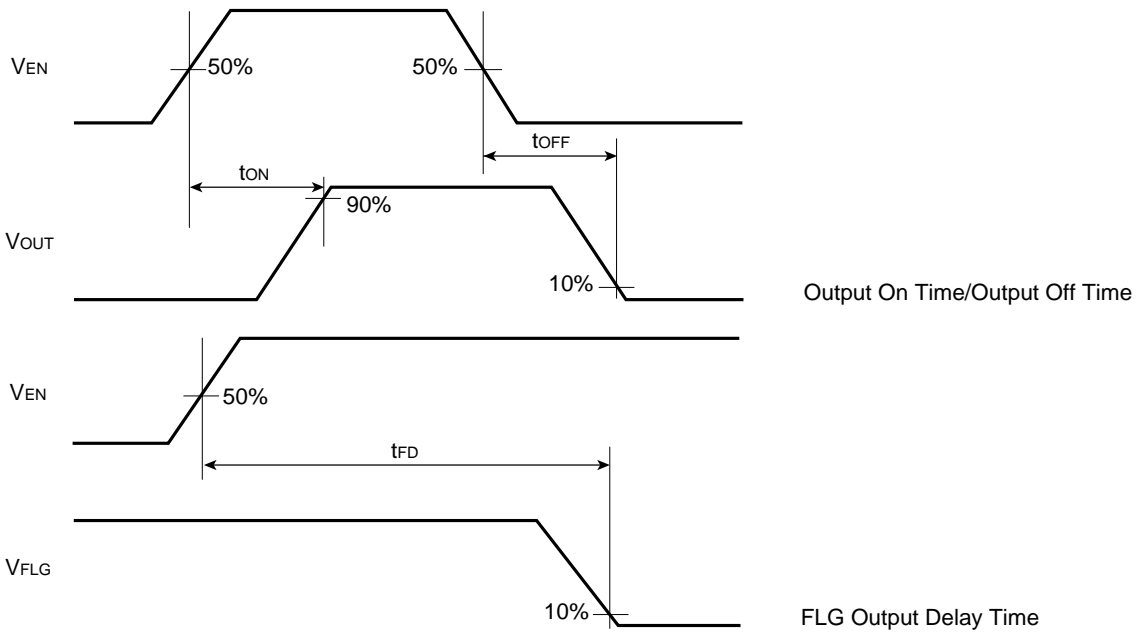 VEN
50%
50%
tOFF
tON
90%
VOUT
10%
Output On Time/Output Off Time
VEN
50%
tFD
VFLG
10%
FLG Output Delay Time